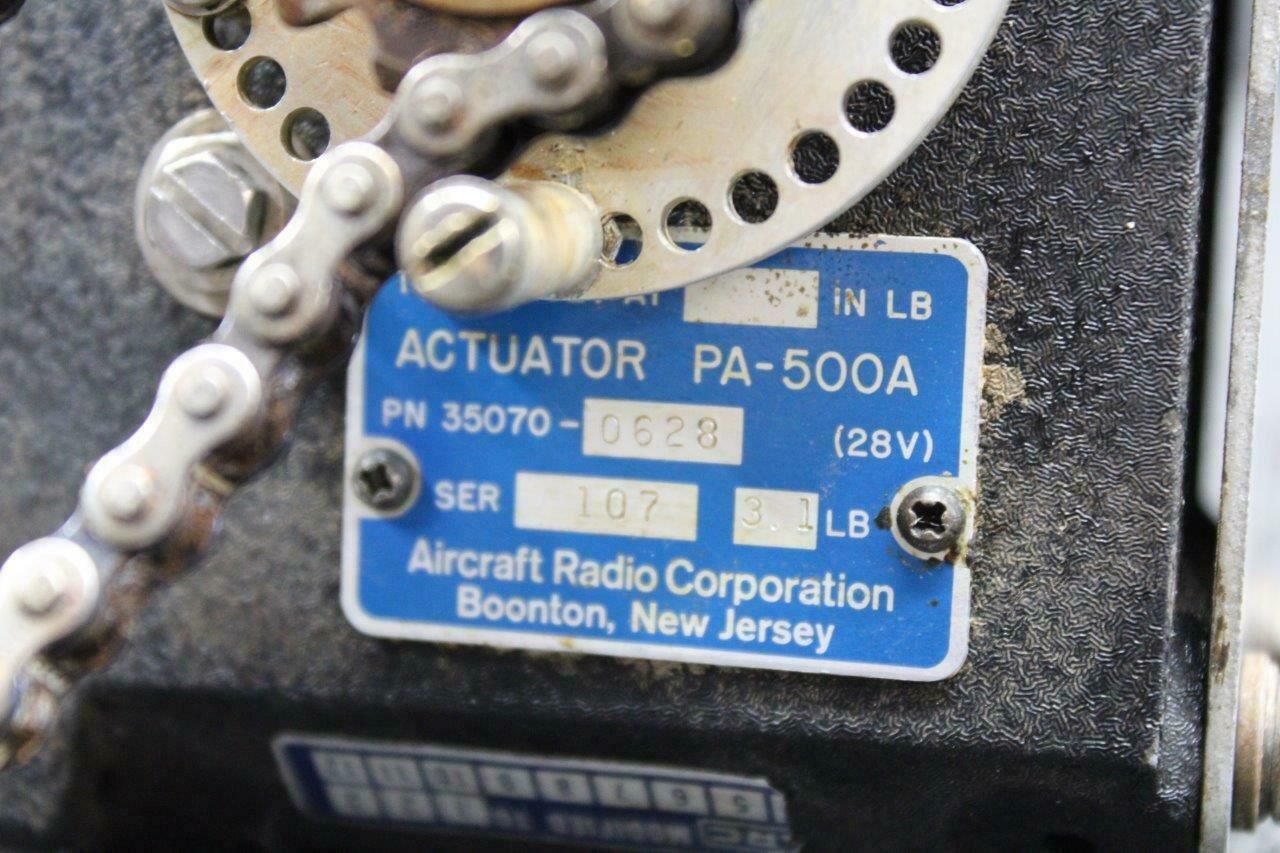 IN LB
ACTUATOR PA-500A
PN 35070-0628 (28V)
SER 107 3.1 LB
Aircraft Radio Corporation
Boonton, New Jersey